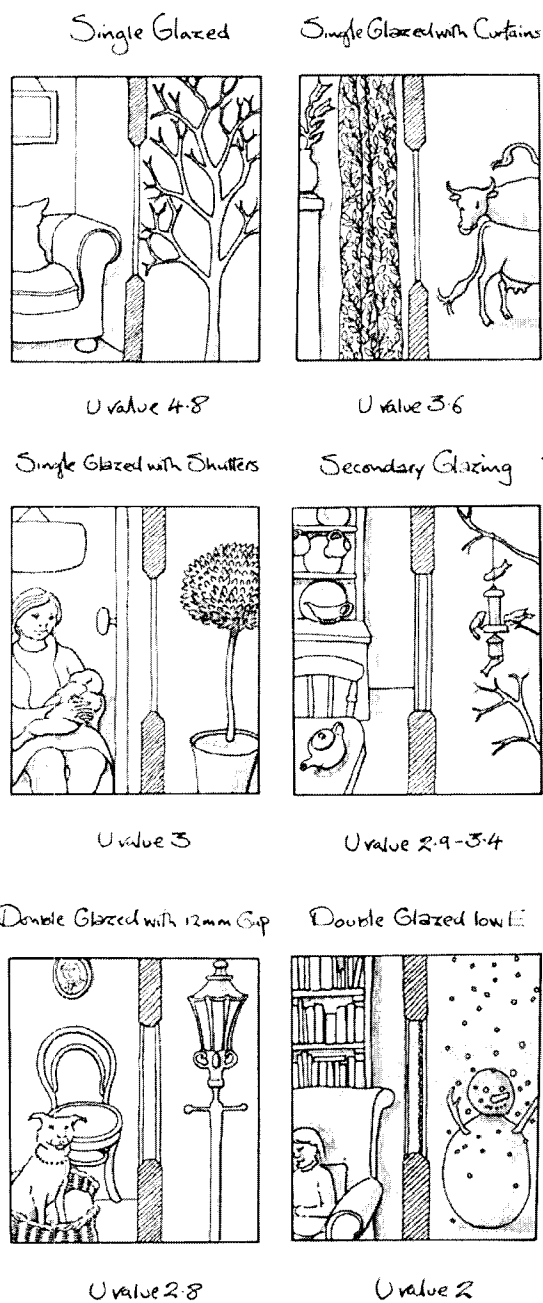 Single Glazed
Single Glazed with Curtains
U value 4.8
U value 3.6
Single Glazed with Shutters
Secondary Glazing
U value 3
U value 2.9-3.4
Double Glazed with 12mm Gap
Double Glazed low E
U value 2.8
U value 2